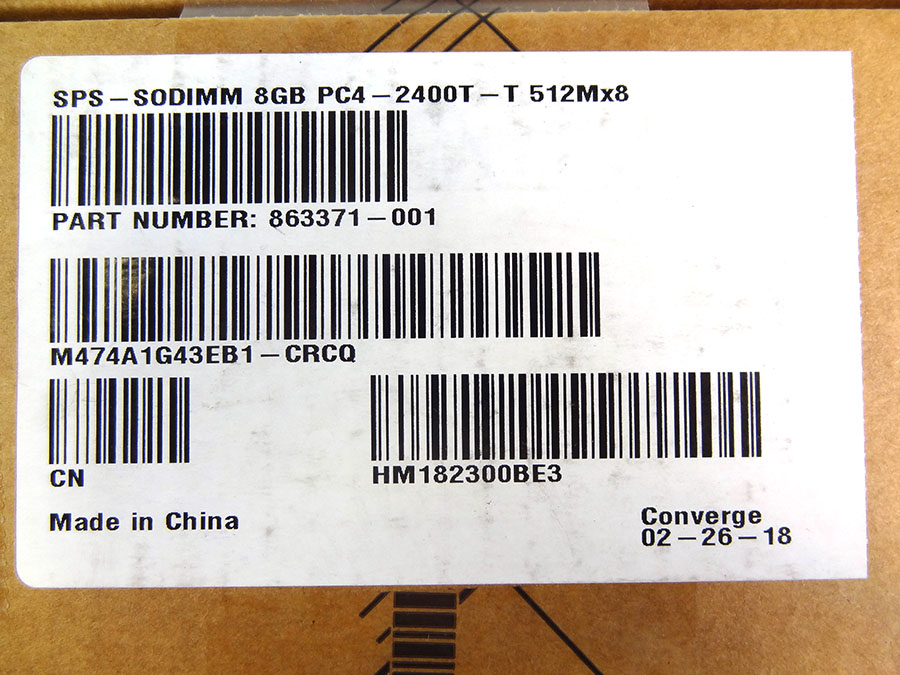 SPS-SODIMM 8GB PC4-2400T-T 512Mx8
PART NUMBER: 863371-001
M474A1G43EB1-CRCQ
CN
HM182300BE3
Made in China
Converge
02-26-18